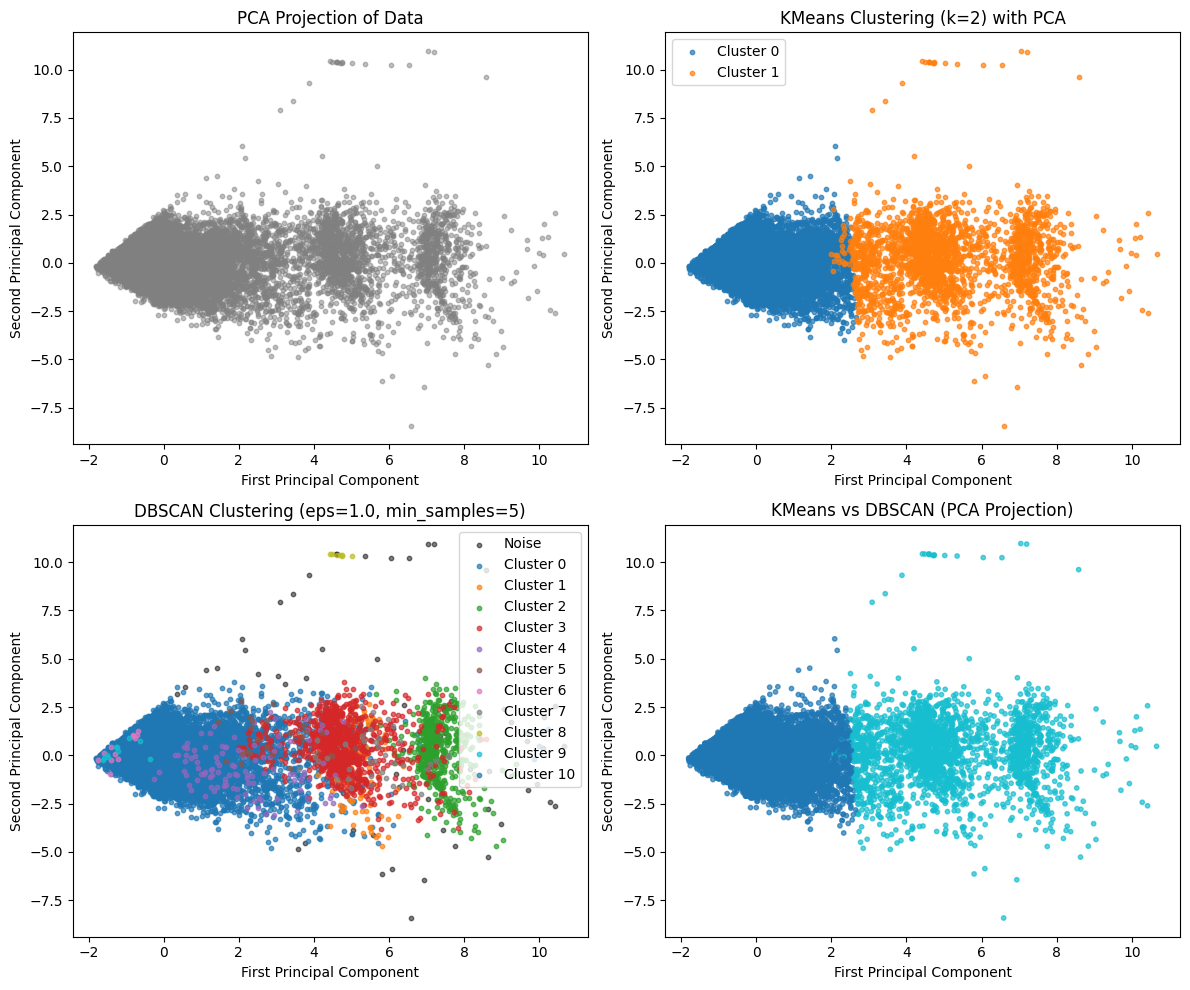 PCA Projection of Data
10.0
7.5
5.0
2.5
0.0
−2.5
−5.0
−7.5
Second Principal Component
−2 0 2 4 6 8 10
First Principal Component
KMeans Clustering (k=2) with PCA
Cluster 0
Cluster 1
10.0
7.5
5.0
2.5
0.0
−2.5
−5.0
−7.5
Second Principal Component
−2 0 2 4 6 8 10
First Principal Component
DBSCAN Clustering (eps=1.0, min_samples=5)
Noise
Cluster 0
Cluster 1
Cluster 2
Cluster 3
Cluster 4
Cluster 5
Cluster 6
Cluster 7
Cluster 8
Cluster 9
Cluster 10
10.0
7.5
5.0
2.5
0.0
−2.5
−5.0
−7.5
Second Principal Component
−2 0 2 4 6 8 10
First Principal Component
KMeans vs DBSCAN (PCA Projection)
10.0
7.5
5.0
2.5
0.0
−2.5
−5.0
−7.5
Second Principal Component
−2 0 2 4 6 8 10
First Principal Component